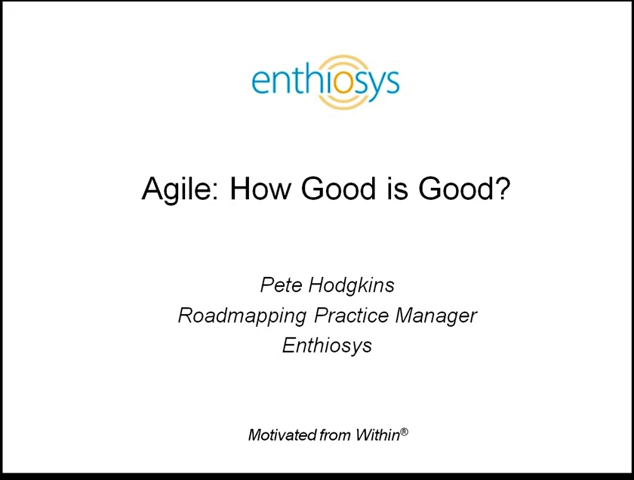 enthiosys
Agile: How Good is Good?
Pete Hodgkins
Roadmapping Practice Manager
Enthiosys
Motivated from Within®